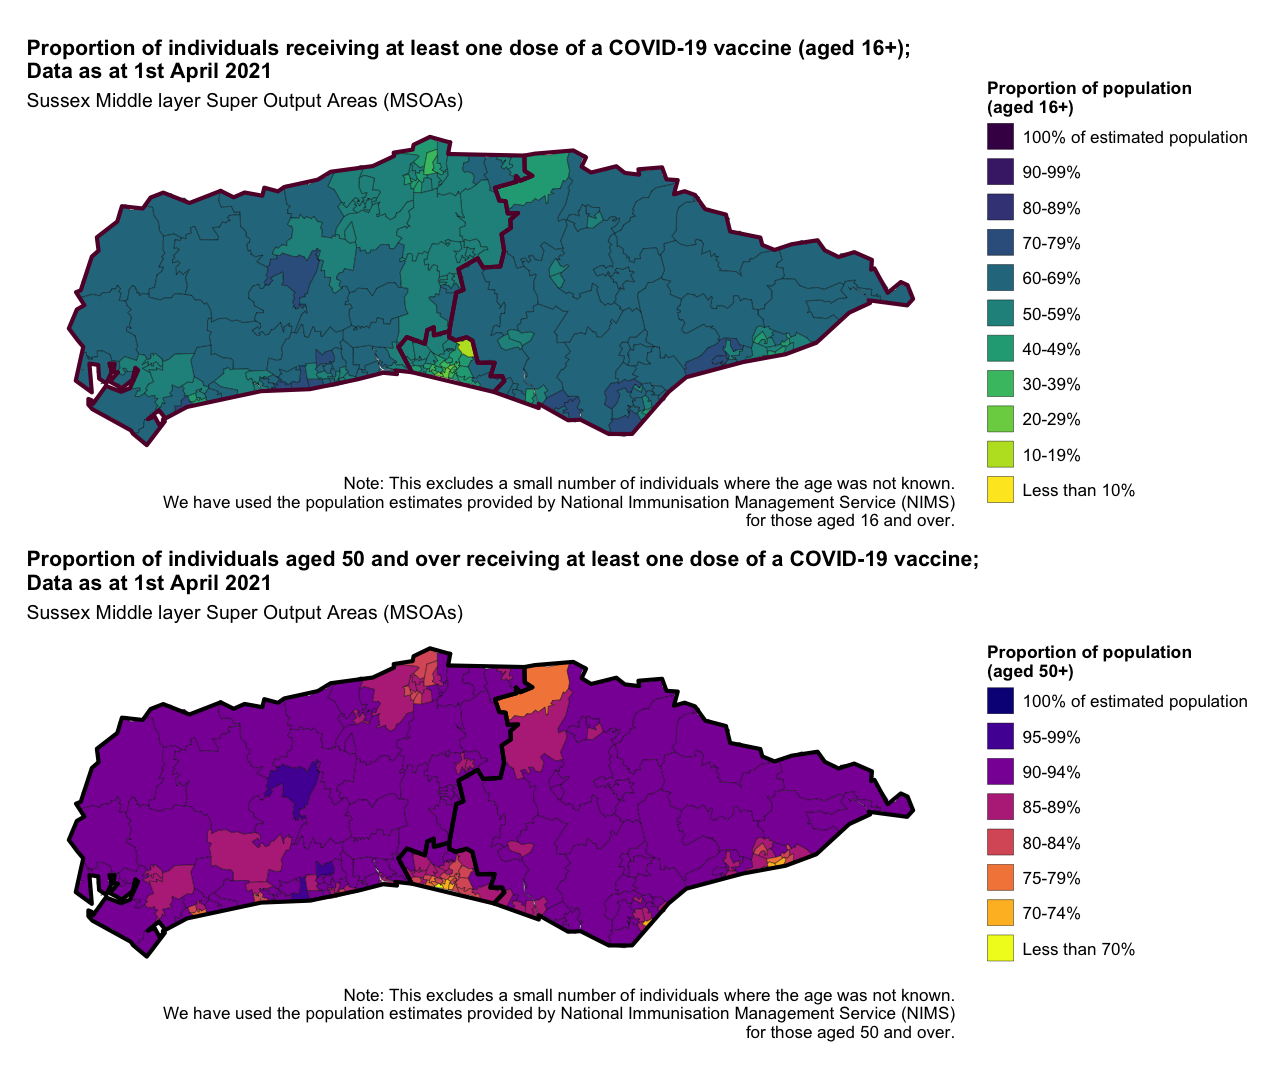 Proportion of individuals receiving at least one dose of a COVID-19 vaccine (aged 16+);
Data as at 1st April 2021
Sussex Middle layer Super Output Areas (MSOAs)
Proportion of population
(aged 16+)
100% of estimated population
90-99%
80-89%
70-79%
60-69%
50-59%
40-49%
30-39%
20-29%
10-19%
Less than 10%
Note: This excludes a small number of individuals where the age was not known.
We have used the population estimates provided by National Immunisation Management Service (NIMS)
for those aged 16 and over.
Proportion of individuals aged 50 and over receiving at least one dose of a COVID-19 vaccine;
Data as at 1st April 2021
Sussex Middle layer Super Output Areas (MSOAs)
Proportion of population
(aged 50+)
100% of estimated population
95-99%
90-94%
85-89%
80-84%
75-79%
70-74%
Less than 70%
Note: This excludes a small number of individuals where the age was not known.
We have used the population estimates provided by National Immunisation Management Service (NIMS)
for those aged 50 and over.